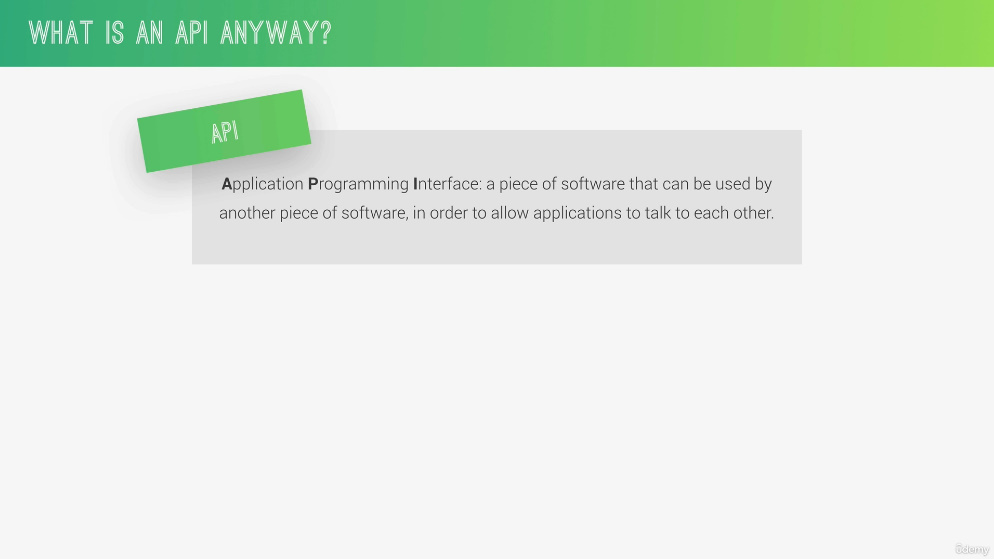 WHAT IS AN API ANYWAY?
API
Application Programming Interface: a piece of software that can be used by
another piece of software, in order to allow applications to talk to each other.
ûdemy